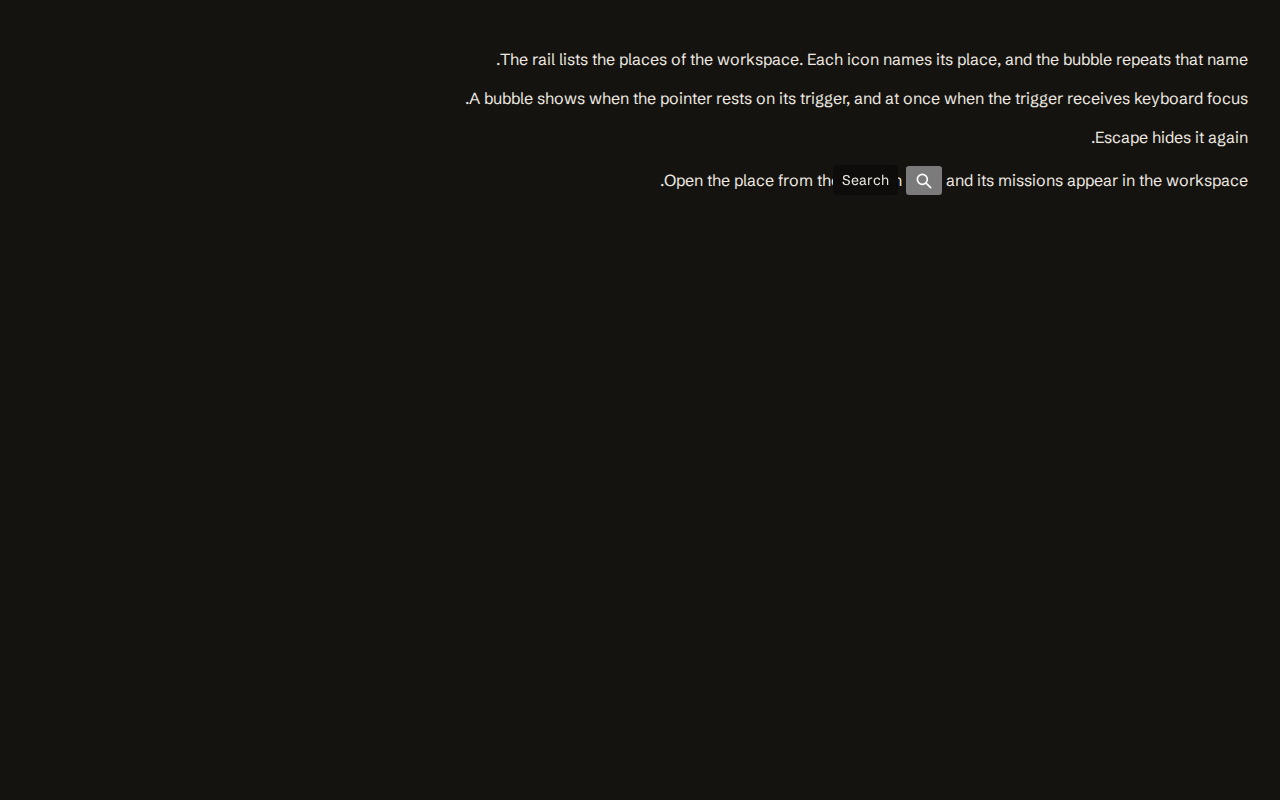 .The rail lists the places of the workspace. Each icon names its place, and the bubble repeats that name
.A bubble shows when the pointer rests on its trigger, and at once when the trigger receives keyboard focus
.Escape hides it again
.Open the place from the Search and its missions appear in the workspace